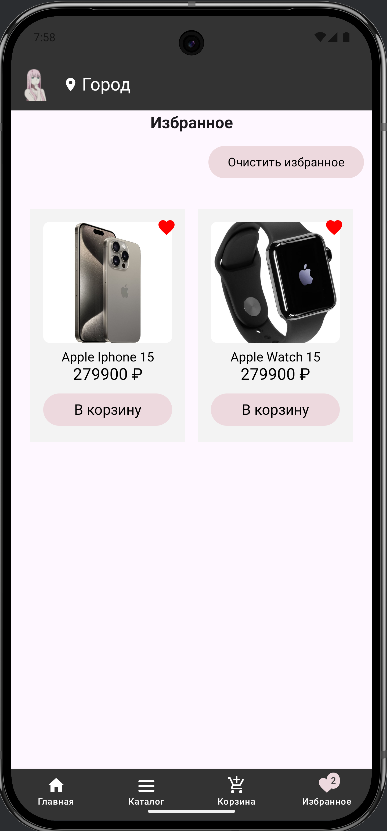 7:58
Город
Избранное
Очистить избранное
Apple Iphone 15
279900 ₽
В корзину
Apple Watch 15
279900 ₽
В корзину
Главная
Каталог
Корзина
2
Избранное